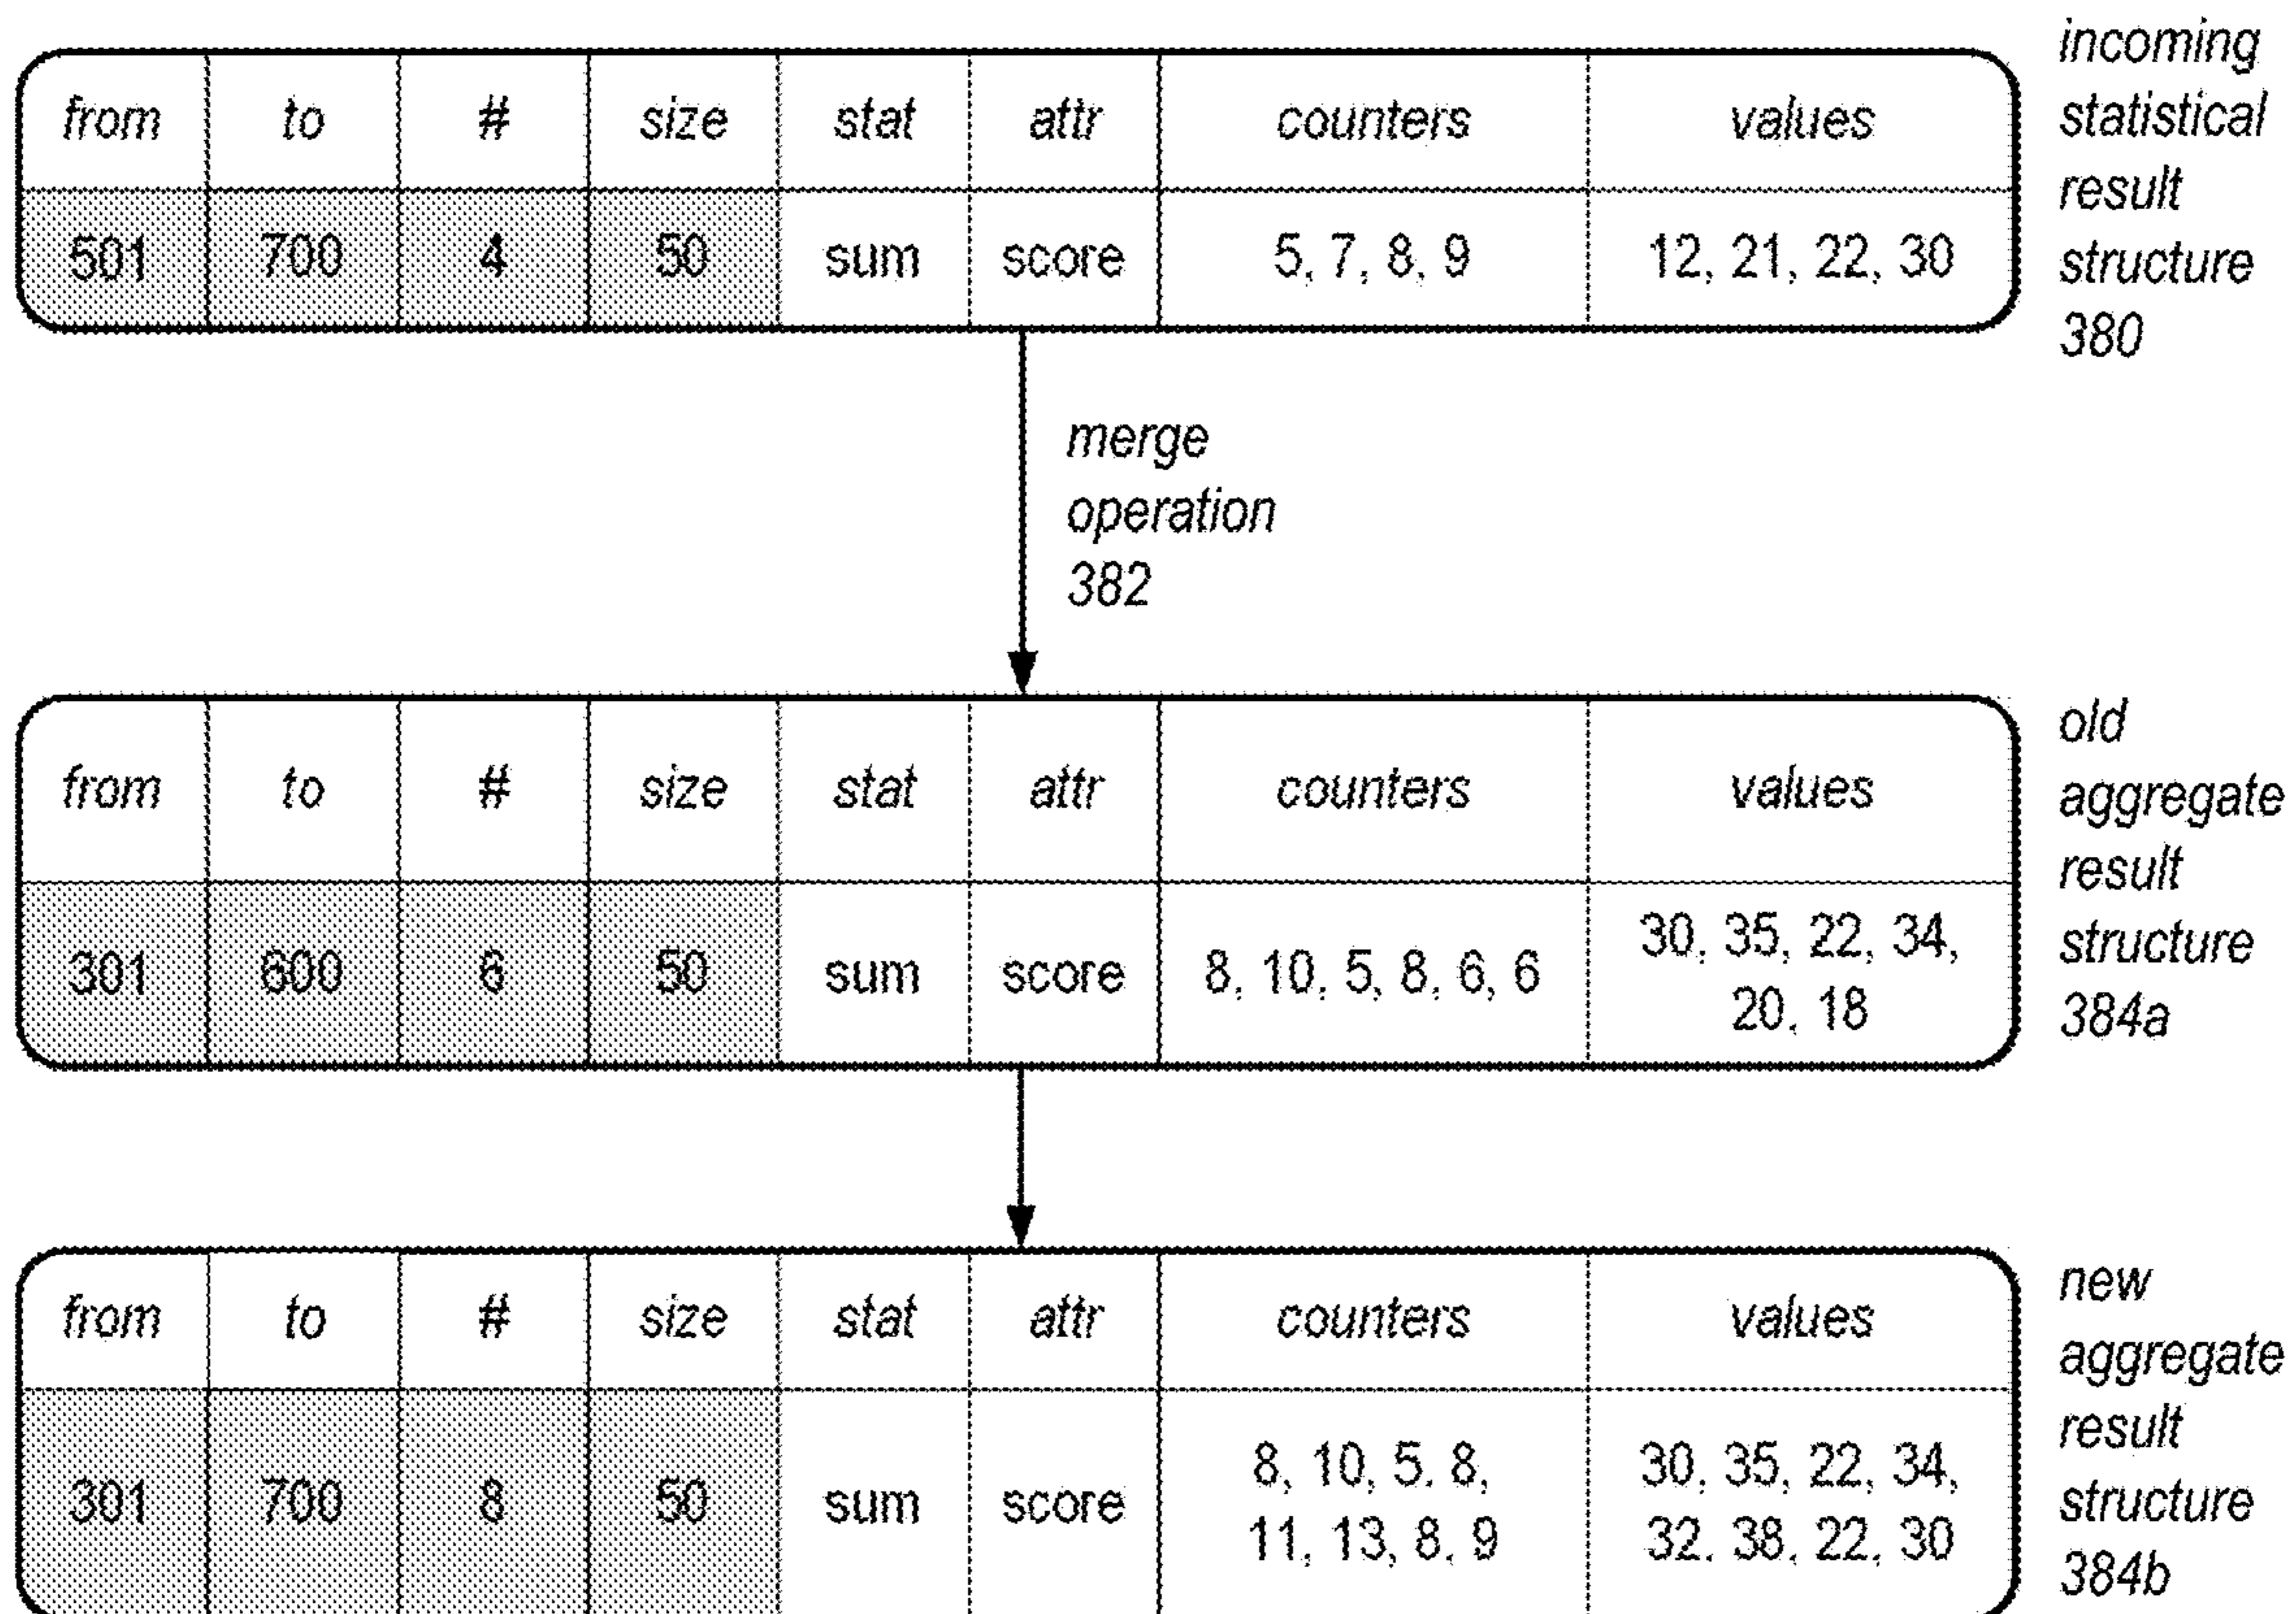 from to # size stat attr counters values
501 700 4 50 sum score 5, 7, 8, 9 12, 21, 22, 30
incoming
statistical
result
structure
380
merge
operation
382
from to # size stat attr counters values
301 600 6 50 sum score 8, 10, 5, 8, 6, 6 30, 35, 22, 34,
20, 18
old
aggregate
result
structure
384a
from to # size stat attr counters values
301 700 8 50 sum score 8, 10, 5, 8, 30, 35, 22, 34,
11, 13, 8, 9 32, 38, 22, 30
new
aggregate
result
structure
384b